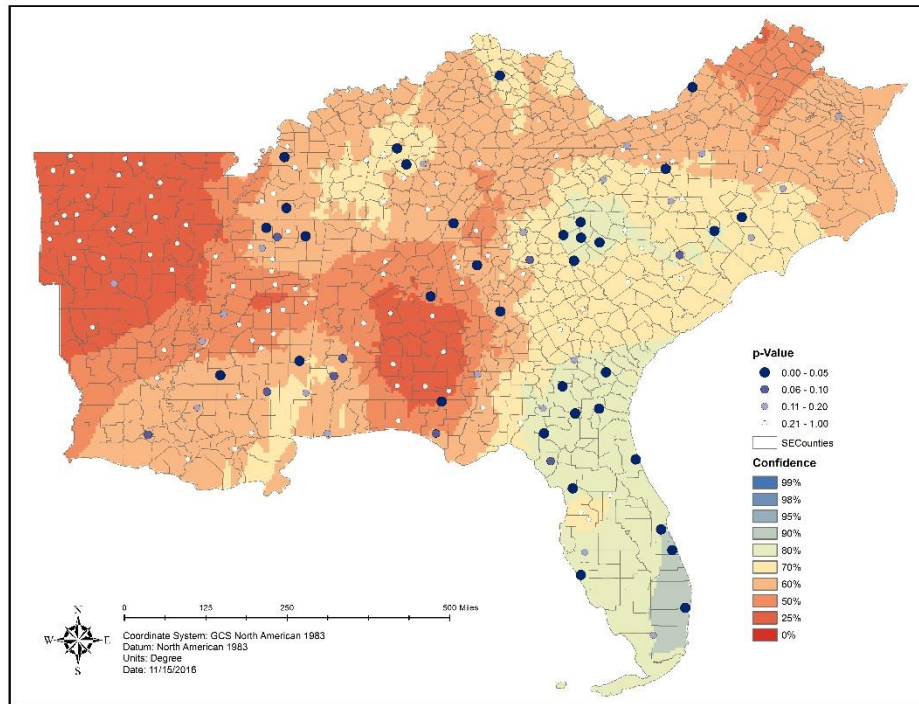 p-Value
0.00 - 0.05
0.06 - 0.10
0.11 - 0.20
0.21 - 1.00
SECounties
Confidence
99%
98%
95%
90%
80%
70%
60%
50%
25%
0%
0 125 250 500 Miles
N
W E
S
Coordinate System: GCS North American 1983
Datum: North American 1983
Units: Degree
Date: 11/15/2016